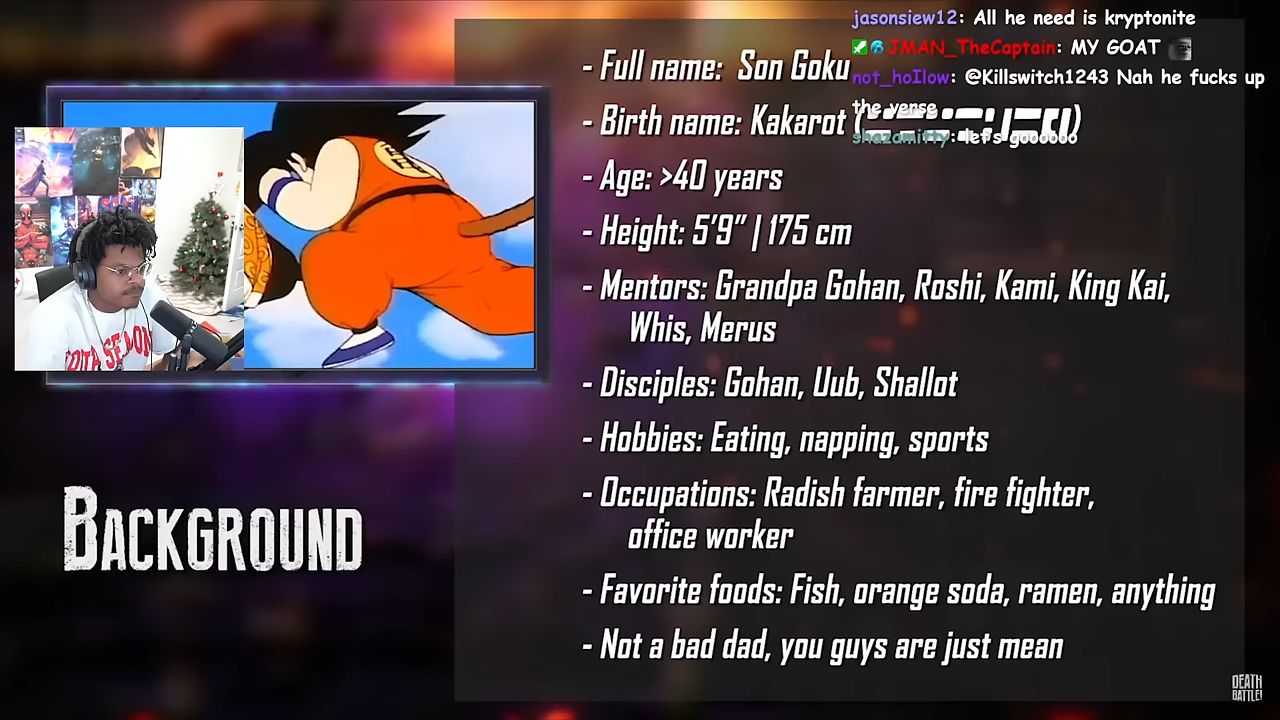 jasonsiew12: All he need is kryptonite
JMAN_TheCaptain: MY GOAT
not_hoIlow: @Killswitch1243 Nah he fucks up
the verse
shazamitty: let's goooooo
- Full name: Son Goku
- Birth name: Kakarot
- Age: >40 years
- Height: 5'9" | 175 cm
- Mentors: Grandpa Gohan, Roshi, Kami, King Kai,
Whis, Merus
- Disciples: Gohan, Uub, Shallot
- Hobbies: Eating, napping, sports
- Occupations: Radish farmer, fire fighter,
office worker
- Favorite foods: Fish, orange soda, ramen, anything
- Not a bad dad, you guys are just mean
BACKGROUND
DEATH
BATTLE!